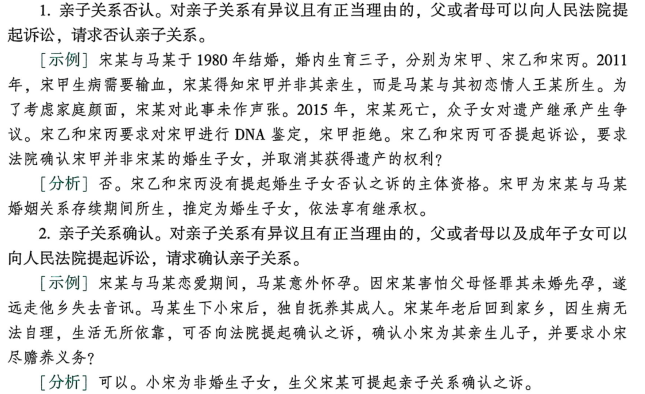 1. 亲子关系否认。对亲子关系有异议且有正当理由的，父或者母可以向人民法院提
起诉讼，请求否认亲子关系。
［示例］宋某与马某于 1980 年结婚，婚内生育三子，分别为宋甲、宋乙和宋丙。2011
年，宋甲生病需要输血，宋某得知宋甲并非其亲生，而是马某与其初恋情人王某所生。为
了考虑家庭颜面，宋某对此事未作声张。2015 年，宋某死亡，众子女对遗产继承产生争
议。宋乙和宋丙要求对宋甲进行 DNA 鉴定，宋甲拒绝。宋乙和宋丙可否提起诉讼，要求
法院确认宋甲并非宋某的婚生子女，并取消其获得遗产的权利？
［分析］否。宋乙和宋丙没有提起婚生子女否认之诉的主体资格。宋甲为宋某与马某
婚姻关系存续期间所生，推定为婚生子女，依法享有继承权。
2. 亲子关系确认。对亲子关系有异议且有正当理由的，父或者母以及成年子女可以
向人民法院提起诉讼，请求确认亲子关系。
［示例］宋某与马某恋爱期间，马某意外怀孕。因宋某害怕父母怪罪其未婚先孕，遂
远走他乡失去音讯。马某生下小宋后，独自抚养其成人。宋某年老后回到家乡，因生病无
法自理，生活无所依靠，可否向法院提起确认之诉，确认小宋为其亲生儿子，并要求小宋
尽赡养义务？
［分析］可以。小宋为非婚生子女，生父宋某可提起亲子关系确认之诉。